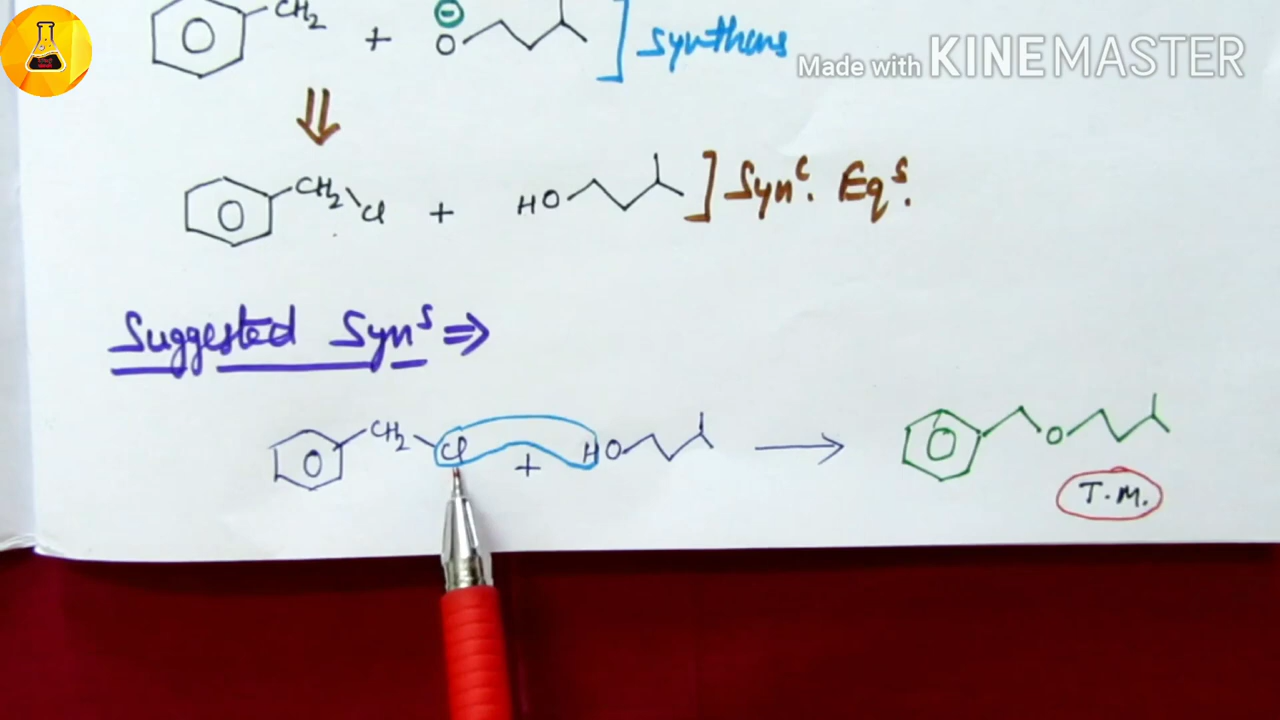 CH2 + ⊖O ] Synthons
Made with KINEMASTER
⇓
CH2 Cl + HO ] Synᶜ. Eqˢ.
Suggested Synˢ ⇒
CH2 Cl + HO → O
T.M.